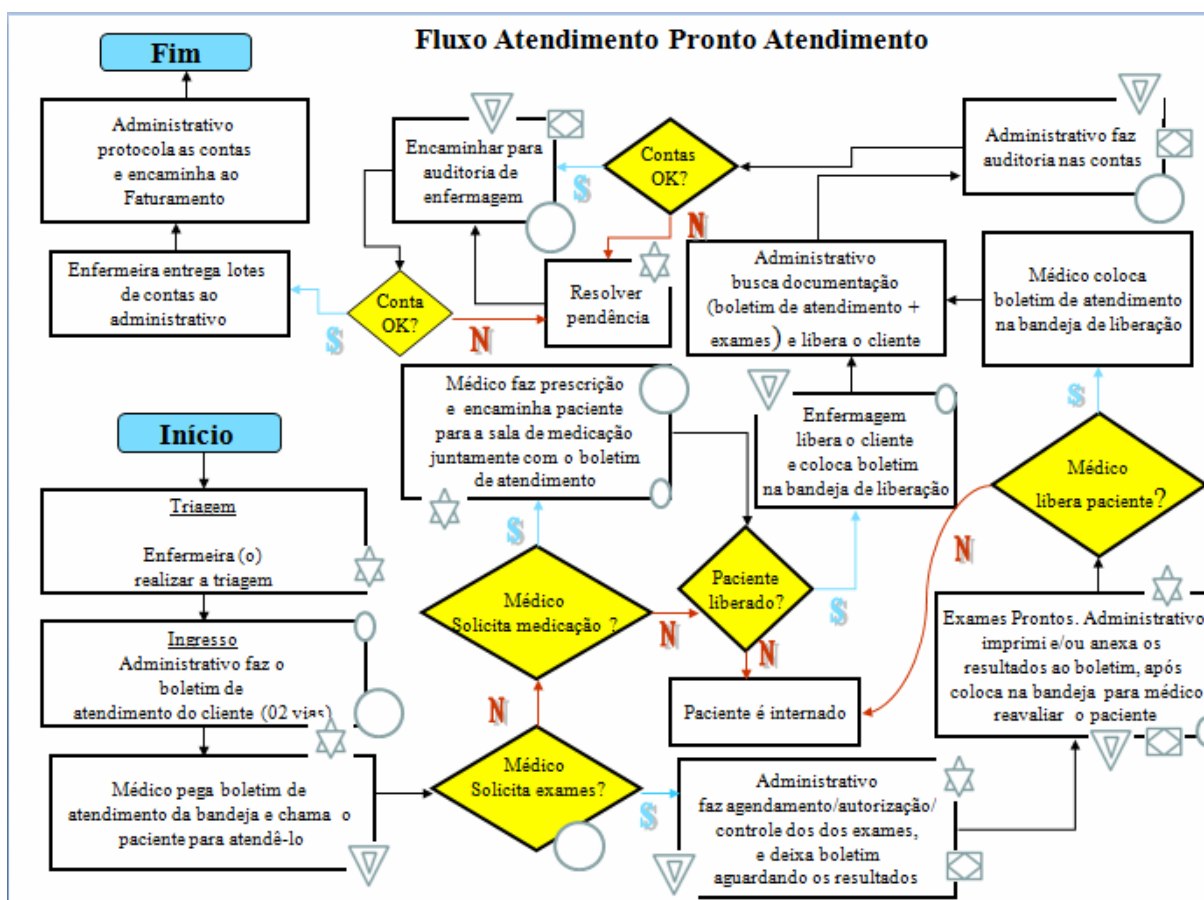 Fluxo Atendimento Pronto Atendimento
Fim
Administrativo
protocola as contas
e encaminha ao
Faturamento
Encaminhar para
auditoria de
enfermagem
Contas
OK?
Administrativo faz
auditoria nas contas
S
N
Enfermeira entrega lotes
de contas ao
administrativo
S
Conta
OK?
N
Resolver
pendência
Administrativo
busca documentação
(boletim de atendimento +
exames) e libera o cliente
Médico coloca
boletim de atendimento
na bandeja de liberação
S
Início
Triagem
Enfermeira (o)
realizar a triagem
Ingresso
Administrativo faz o
boletim de
atendimento do cliente (02 vias)
Médico pega boletim de
atendimento da bandeja e chama o
paciente para atendê-lo
Médico faz prescrição
e encaminha paciente
para a sala de medicação
juntamente com o boletim
de atendimento
S
Médico
Solicita medicação ?
N
N
Médico
Solicita exames?
S
Enfermagem
libera o cliente
e coloca boletim
na bandeja de liberação
Paciente
liberado?
S
N
Paciente é internado
Médico
libera paciente?
N
Exames Prontos. Administrativo
imprimi e/ou anexa os
resultados ao boletim, após
coloca na bandeja para médico
reavaliar o paciente
Administrativo
faz agendamento/autorização/
controle dos dos exames,
e deixa boletim
aguardando os resultados